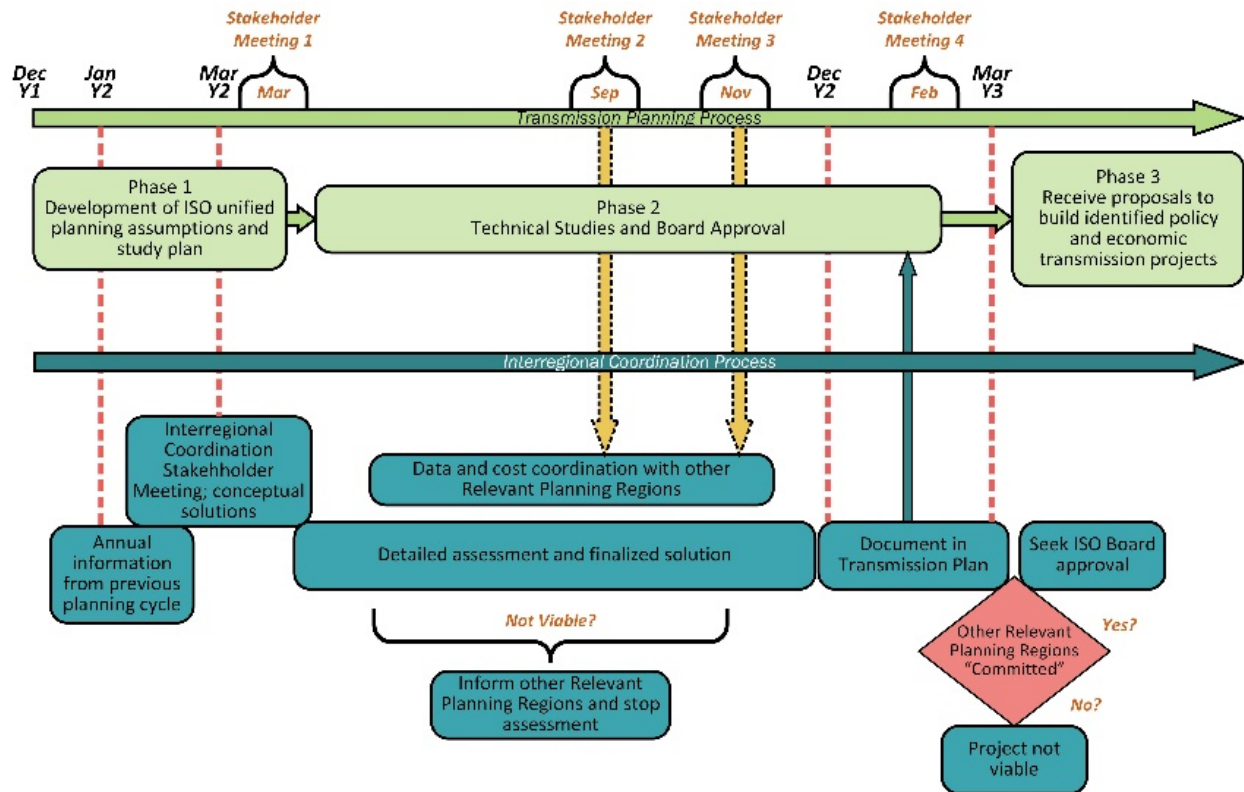 Stakeholder
Meeting 1
Stakeholder
Meeting 2
Stakeholder
Meeting 3
Stakeholder
Meeting 4
Dec
Y1
Jan
Y2
Mar
Y2
Mar
Sep
Nov
Dec
Y2
Feb
Mar
Y3
Transmission Planning Process
Phase 1
Development of ISO unified
planning assumptions and
study plan
Phase 2
Technical Studies and Board Approval
Phase 3
Receive proposals to
build identified policy
and economic
transmission projects
Interregional Coordination Process
Interregional
Coordination
Stakehholder
Meeting; conceptual
solutions
Data and cost coordination with other
Relevant Planning Regions
Annual
information
from previous
planning cycle
Detailed assessment and finalized solution
Document in
Transmission Plan
Seek ISO Board
approval
Not Viable?
Inform other Relevant
Planning Regions and stop
assessment
Other Relevant
Planning Regions
“Committed”
Yes?
No?
Project not
viable